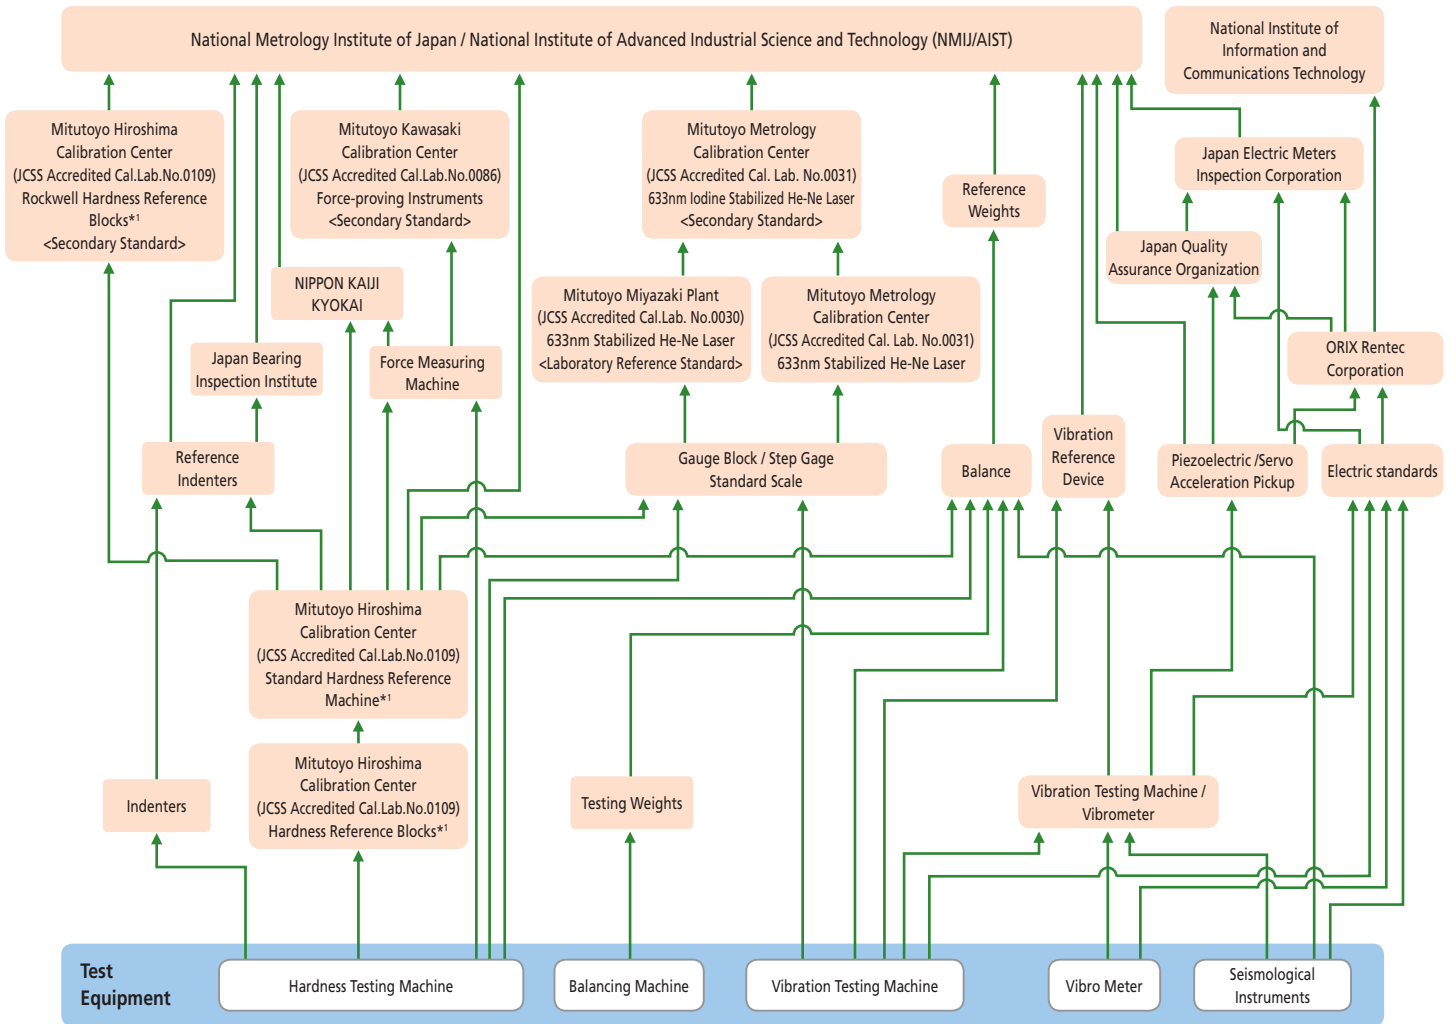 National Metrology Institute of Japan / National Institute of Advanced Industrial Science and Technology (NMIJ/AIST)
National Institute of
Information and
Communications Technology
Mitutoyo Hiroshima
Calibration Center
(JCSS Accredited Cal.Lab.No.0109)
Rockwell Hardness Reference
Blocks*1
<Secondary Standard>
Mitutoyo Kawasaki
Calibration Center
(JCSS Accredited Cal.Lab.No.0086)
Force-proving Instruments
<Secondary Standard>
Mitutoyo Metrology
Calibration Center
(JCSS Accredited Cal. Lab. No.0031)
633nm Iodine Stabilized He-Ne Laser
<Secondary Standard>
Reference
Weights
Japan Electric Meters
Inspection Corporation
Japan Quality
Assurance Organization
NIPPON KAIJI
KYOKAI
Mitutoyo Miyazaki Plant
(JCSS Accredited Cal.Lab. No.0030)
633nm Stabilized He-Ne Laser
<Laboratory Reference Standard>
Mitutoyo Metrology
Calibration Center
(JCSS Accredited Cal. Lab. No.0031)
633nm Stabilized He-Ne Laser
ORIX Rentec
Corporation
Japan Bearing
Inspection Institute
Force Measuring
Machine
Reference
Indenters
Gauge Block / Step Gage
Standard Scale
Balance
Vibration
Reference
Device
Piezoelectric /Servo
Acceleration Pickup
Electric standards
Mitutoyo Hiroshima
Calibration Center
(JCSS Accredited Cal.Lab.No.0109)
Standard Hardness Reference
Machine*1
Mitutoyo Hiroshima
Calibration Center
(JCSS Accredited Cal.Lab.No.0109)
Hardness Reference Blocks*1
Indenters
Testing Weights
Vibration Testing Machine /
Vibrometer
Test
Equipment
Hardness Testing Machine
Balancing Machine
Vibration Testing Machine
Vibro Meter
Seismological
Instruments